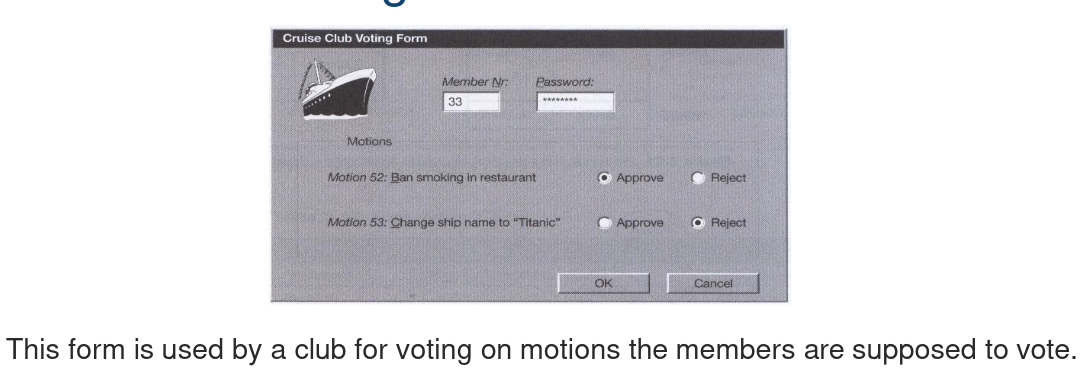 Cruise Club Voting Form
Member Nr: Password:
33 ********
Motions
Motion 52: Ban smoking in restaurant Approve Reject
Motion 53: Change ship name to "Titanic" Approve Reject
OK Cancel
This form is used by a club for voting on motions the members are supposed to vote.